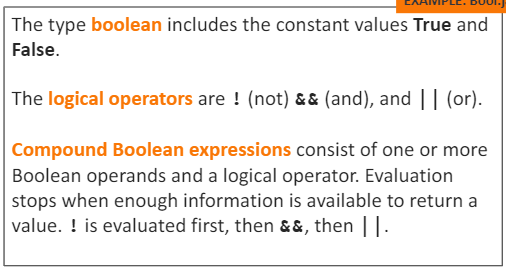 EXAMPLE: Bool.j
The type boolean includes the constant values True and
False.
The logical operators are ! (not) && (and), and || (or).
Compound Boolean expressions consist of one or more
Boolean operands and a logical operator. Evaluation
stops when enough information is available to return a
value. ! is evaluated first, then &&, then ||.